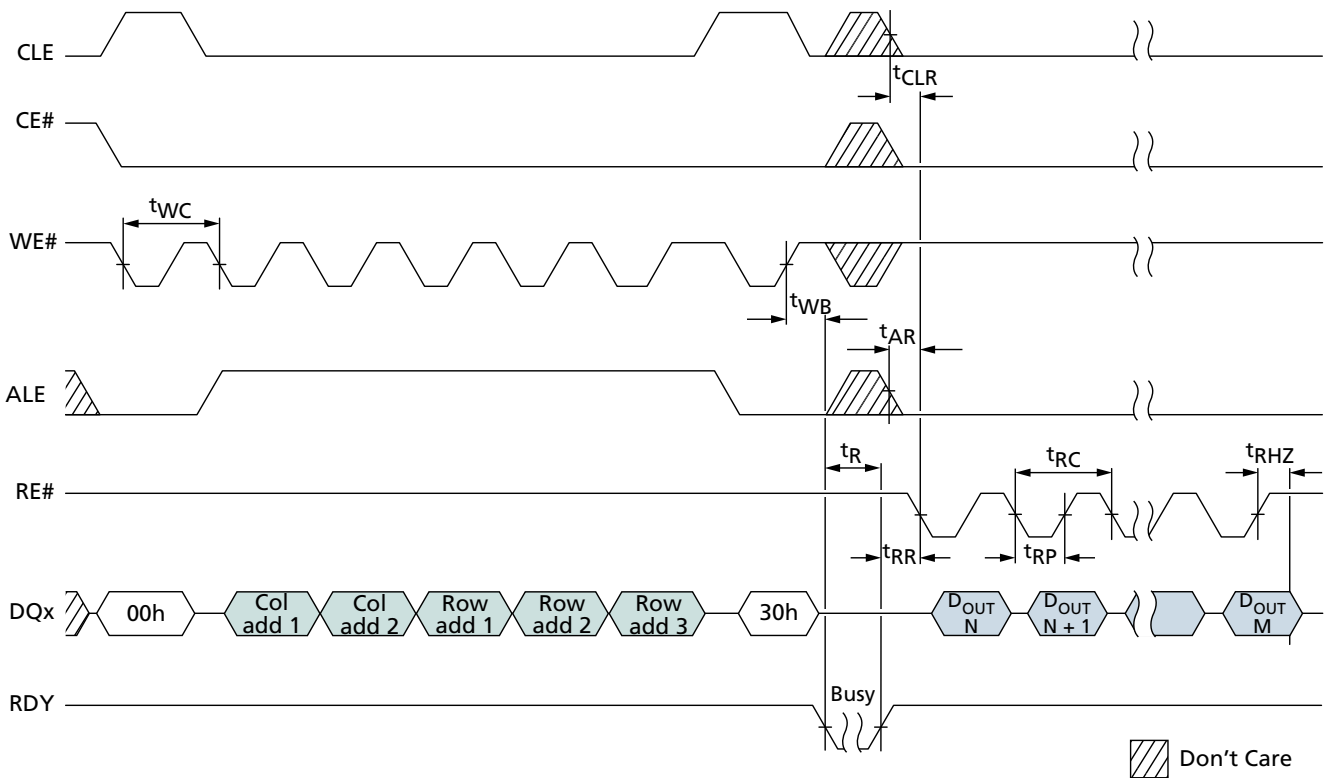 CLE
tCLR
CE#
tWC
WE#
tWB
tAR
ALE
tR
tRC
tRHZ
RE#
tRR
tRP
DQx
00h
Col
add 1
Col
add 2
Row
add 1
Row
add 2
Row
add 3
30h
DOUT
N
DOUT
N + 1
DOUT
M
RDY
Busy
Don't Care